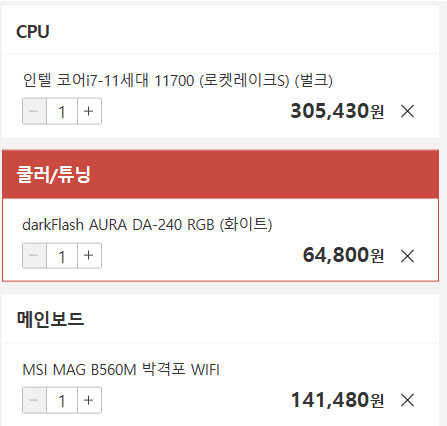 CPU
인텔 코어i7-11세대 11700 (로켓레이크S) (벌크)
− 1 + 305,430원 ×
쿨러/튜닝
darkFlash AURA DA-240 RGB (화이트)
− 1 + 64,800원 ×
메인보드
MSI MAG B560M 박격포 WIFI
− 1 + 141,480원 ×